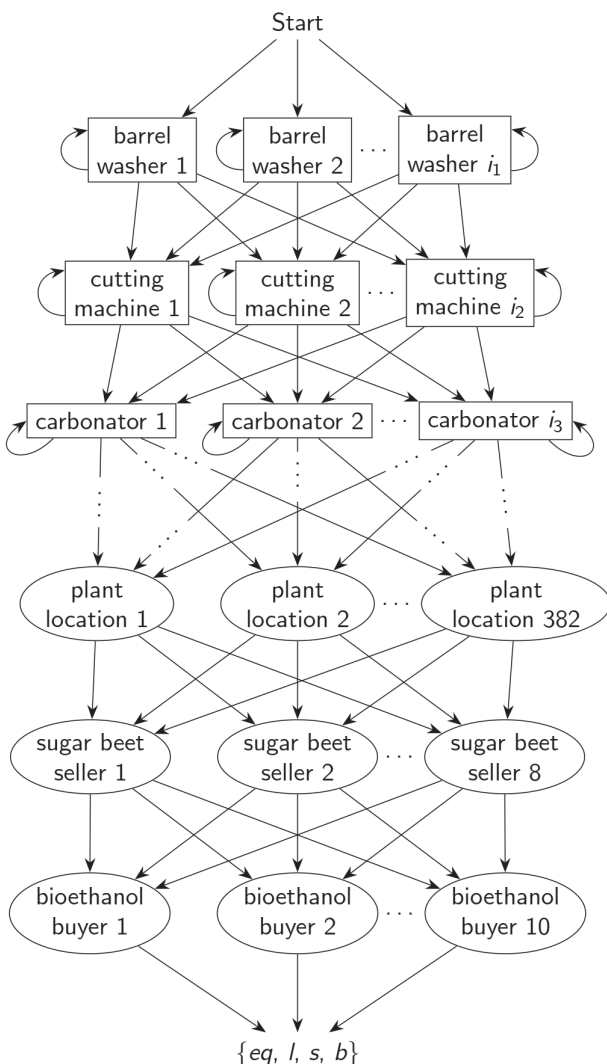 Start
barrel
washer 1
barrel
washer 2
...
barrel
washer i₁
cutting
machine 1
cutting
machine 2
...
cutting
machine i₂
carbonator 1
carbonator 2
...
carbonator i₃
plant
location 1
plant
location 2
...
plant
location 382
sugar beet
seller 1
sugar beet
seller 2
...
sugar beet
seller 8
bioethanol
buyer 1
bioethanol
buyer 2
...
bioethanol
buyer 10
{eq, l, s, b}